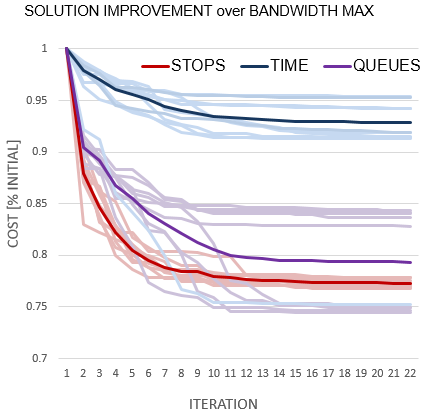 SOLUTION IMPROVEMENT over BANDWIDTH MAX
STOPS TIME QUEUES
COST [% INITIAL]
1
0.95
0.9
0.85
0.8
0.75
0.7
1 2 3 4 5 6 7 8 9 10 11 12 13 14 15 16 17 18 19 20 21 22
ITERATION